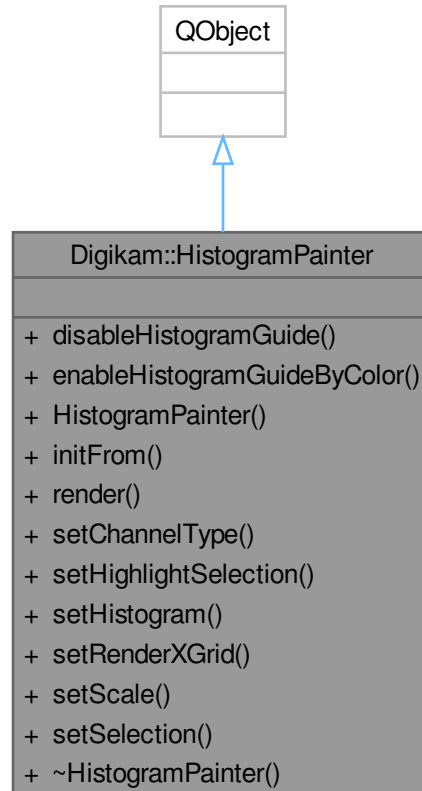 QObject
Digikam::HistogramPainter
+ disableHistogramGuide()
+ enableHistogramGuideByColor()
+ HistogramPainter()
+ initFrom()
+ render()
+ setChannelType()
+ setHighlightSelection()
+ setHistogram()
+ setRenderXGrid()
+ setScale()
+ setSelection()
+ ~HistogramPainter()